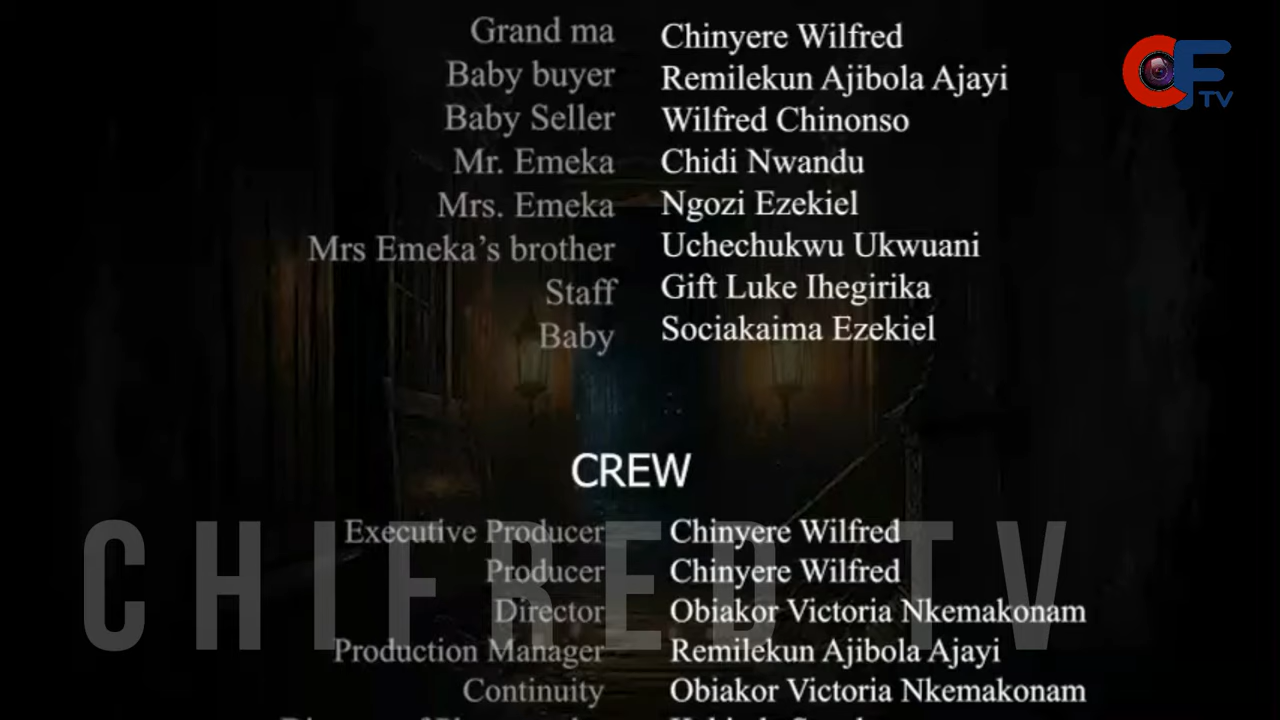 Grand ma Chinyere Wilfred
Baby buyer Remilekun Ajibola Ajayi
Baby Seller Wilfred Chinonso
Mr. Emeka Chidi Nwandu
Mrs. Emeka Ngozi Ezekiel
Mrs Emeka’s brother Uchechukwu Ukwuani
Staff Gift Luke Ihegirika
Baby Sociakaima Ezekiel
CF TV
CREW
Executive Producer Chinyere Wilfred
Producer Chinyere Wilfred
Director Obiakor Victoria Nkemakonam
Production Manager Remilekun Ajibola Ajayi
Continuity Obiakor Victoria Nkemakonam
CHIFRED TV